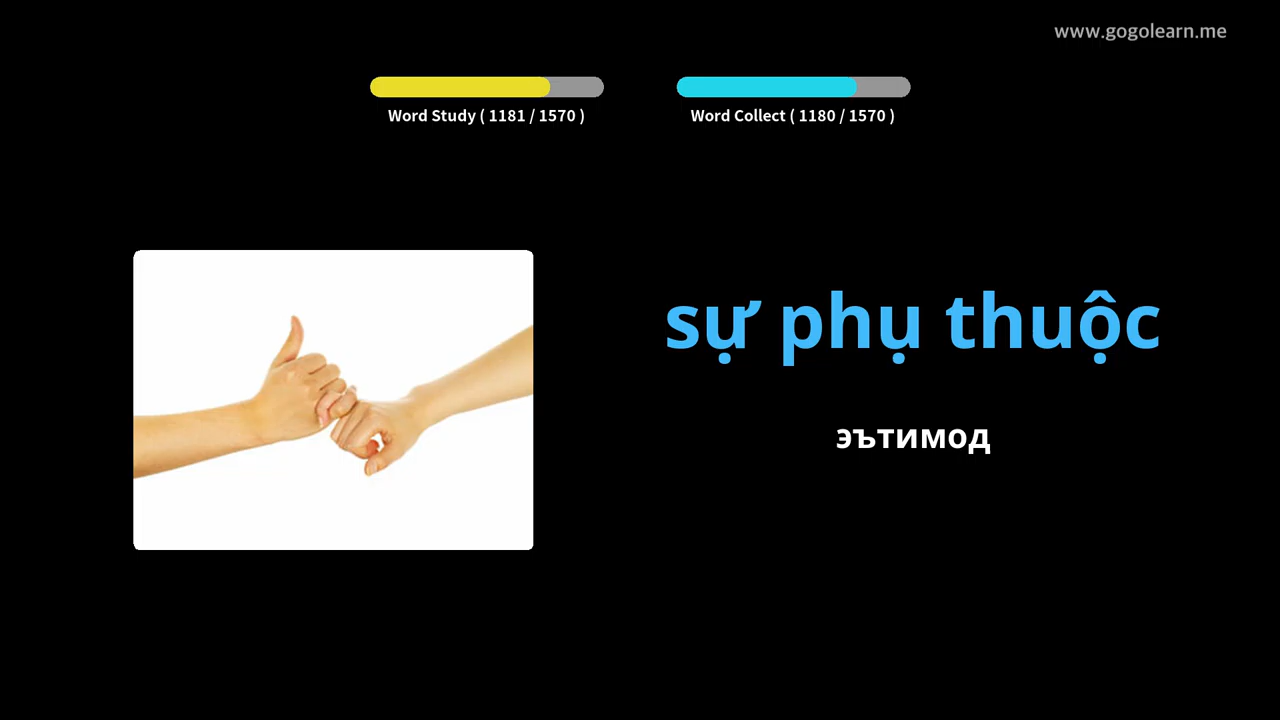 www.gogolearn.me
Word Study ( 1181 / 1570 )
Word Collect ( 1180 / 1570 )
sự phụ thuộc
эътимод